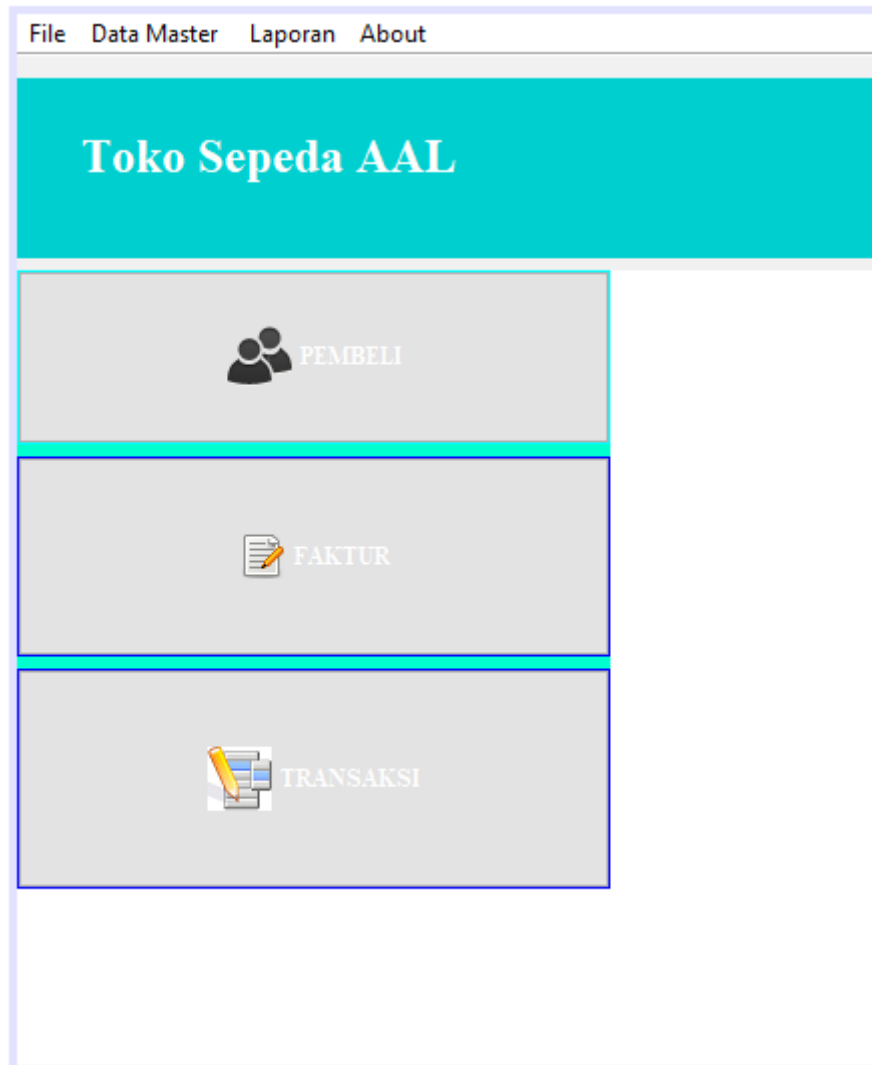 File Data Master Laporan About
Toko Sepeda AAL
PEMBELI
FAKTUR
TRANSAKSI